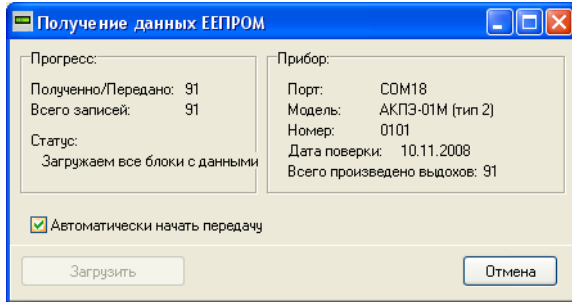 Получение данных ЕЕПРОМ
Прогресс:
Полученно/Передано: 91
Всего записей: 91
Статус:
Загружаем все блоки с данными
Прибор:
Порт: COM18
Модель: АКПЭ-01М (тип 2)
Номер: 0101
Дата поверки: 10.11.2008
Всего произведено выдохов: 91
Автоматически начать передачу
Загрузить
Отмена